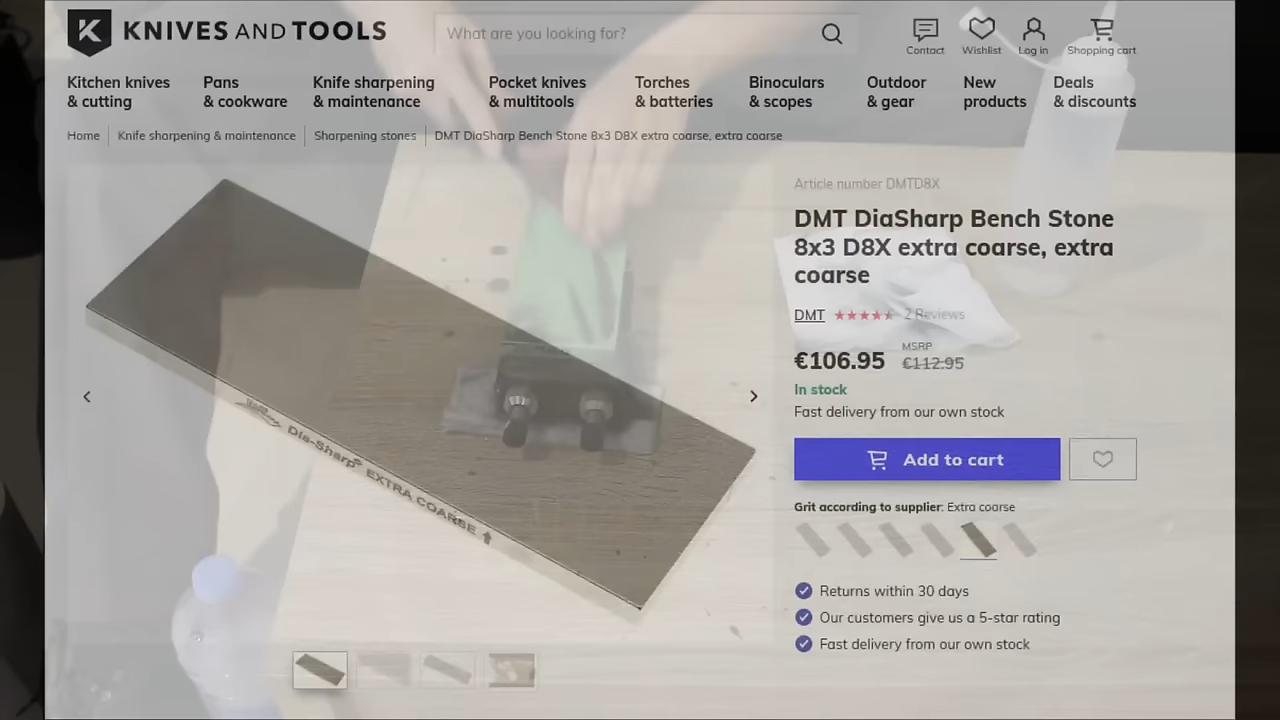 KNIVES AND TOOLS
What are you looking for?
Contact
Wishlist
Log in
Shopping cart
Kitchen knives
& cutting
Pans
& cookware
Knife sharpening
& maintenance
Pocket knives
& multitools
Torches
& batteries
Binoculars
& scopes
Outdoor
& gear
New
products
Deals
& discounts
Home
Knife sharpening & maintenance
Sharpening stones
DMT DiaSharp Bench Stone 8x3 D8X extra coarse, extra coarse
Article number DMTD8X
DMT DiaSharp Bench Stone
8x3 D8X extra coarse, extra
coarse
DMT
2 Reviews
€106.95
MSRP
€112.95
In stock
Fast delivery from our own stock
Add to cart
Grit according to supplier: Extra coarse
Returns within 30 days
Our customers give us a 5-star rating
Fast delivery from our own stock
Dia-Sharp® EXTRA COARSE